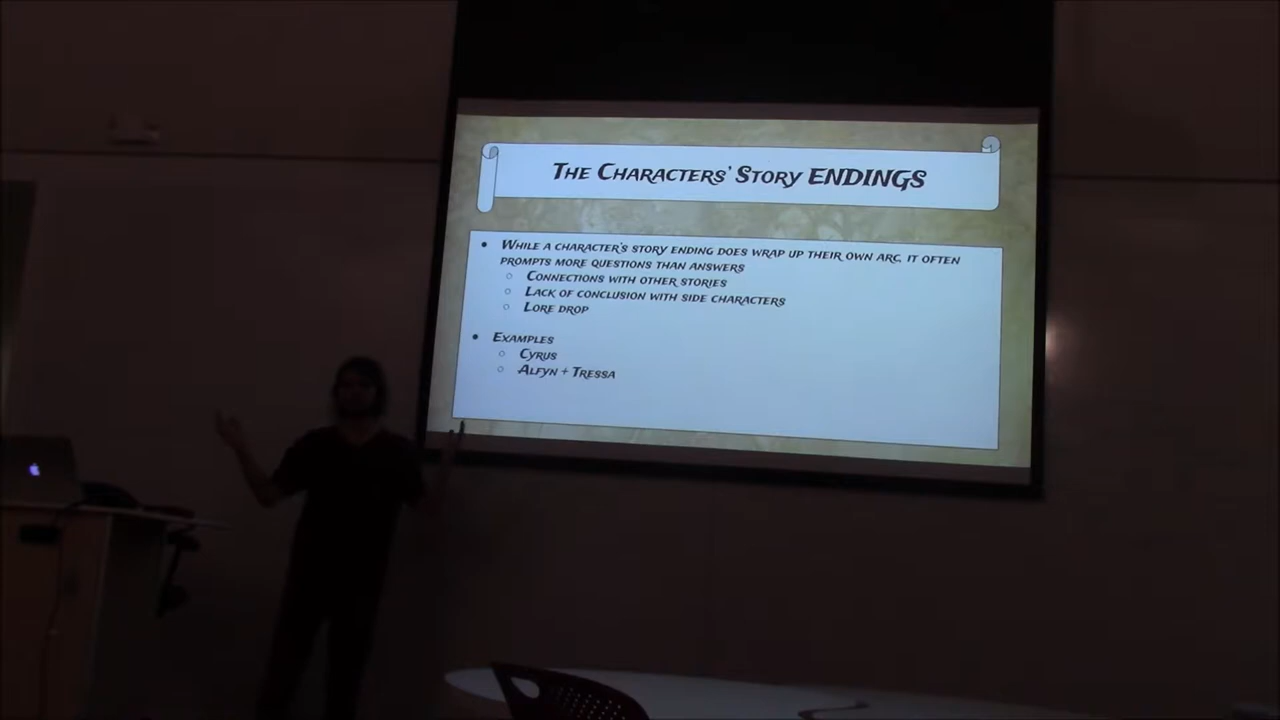 The Characters' Story ENDINGS
While a character's story ending does wrap up their own arc, it often
prompts more questions than answers
Connections with other stories
Lack of conclusion with side characters
Lore drop
Examples
Cyrus
Alfyn + Tressa